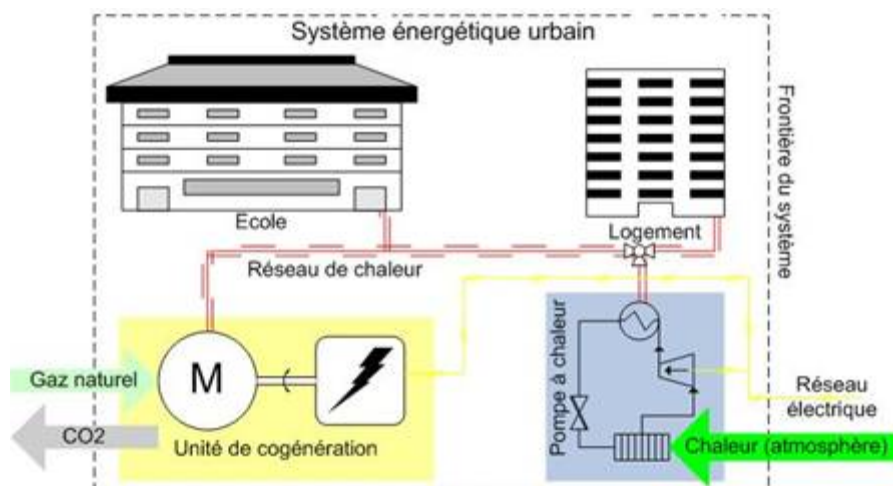 Système énergétique urbain
Frontière du système
Ecole
Logement
Réseau de chaleur
Pompe à chaleur
Gaz naturel
M
Réseau
électrique
CO2
Unité de cogénération
Chaleur (atmosphère)